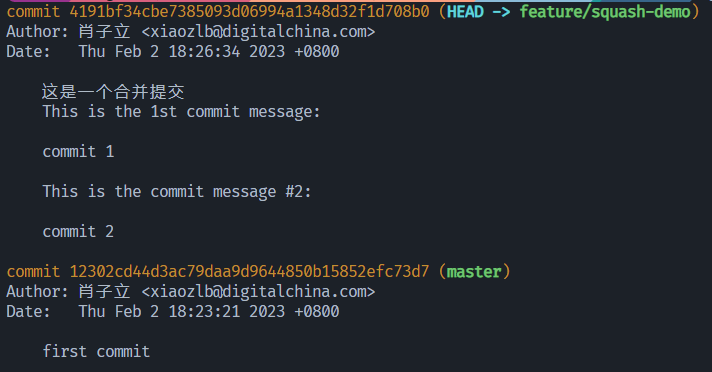 commit 4191bf34cbe7385093d06994a1348d32f1d708b0 (HEAD -> feature/squash-demo)
Author: 肖子立 <xiaozlb@digitalchina.com>
Date:   Thu Feb 2 18:26:34 2023 +0800
这是一个合并提交
This is the 1st commit message:
commit 1
This is the commit message #2:
commit 2
commit 12302cd44d3ac79daa9d9644850b15852efc73d7 (master)
Author: 肖子立 <xiaozlb@digitalchina.com>
Date:   Thu Feb 2 18:23:21 2023 +0800
first commit